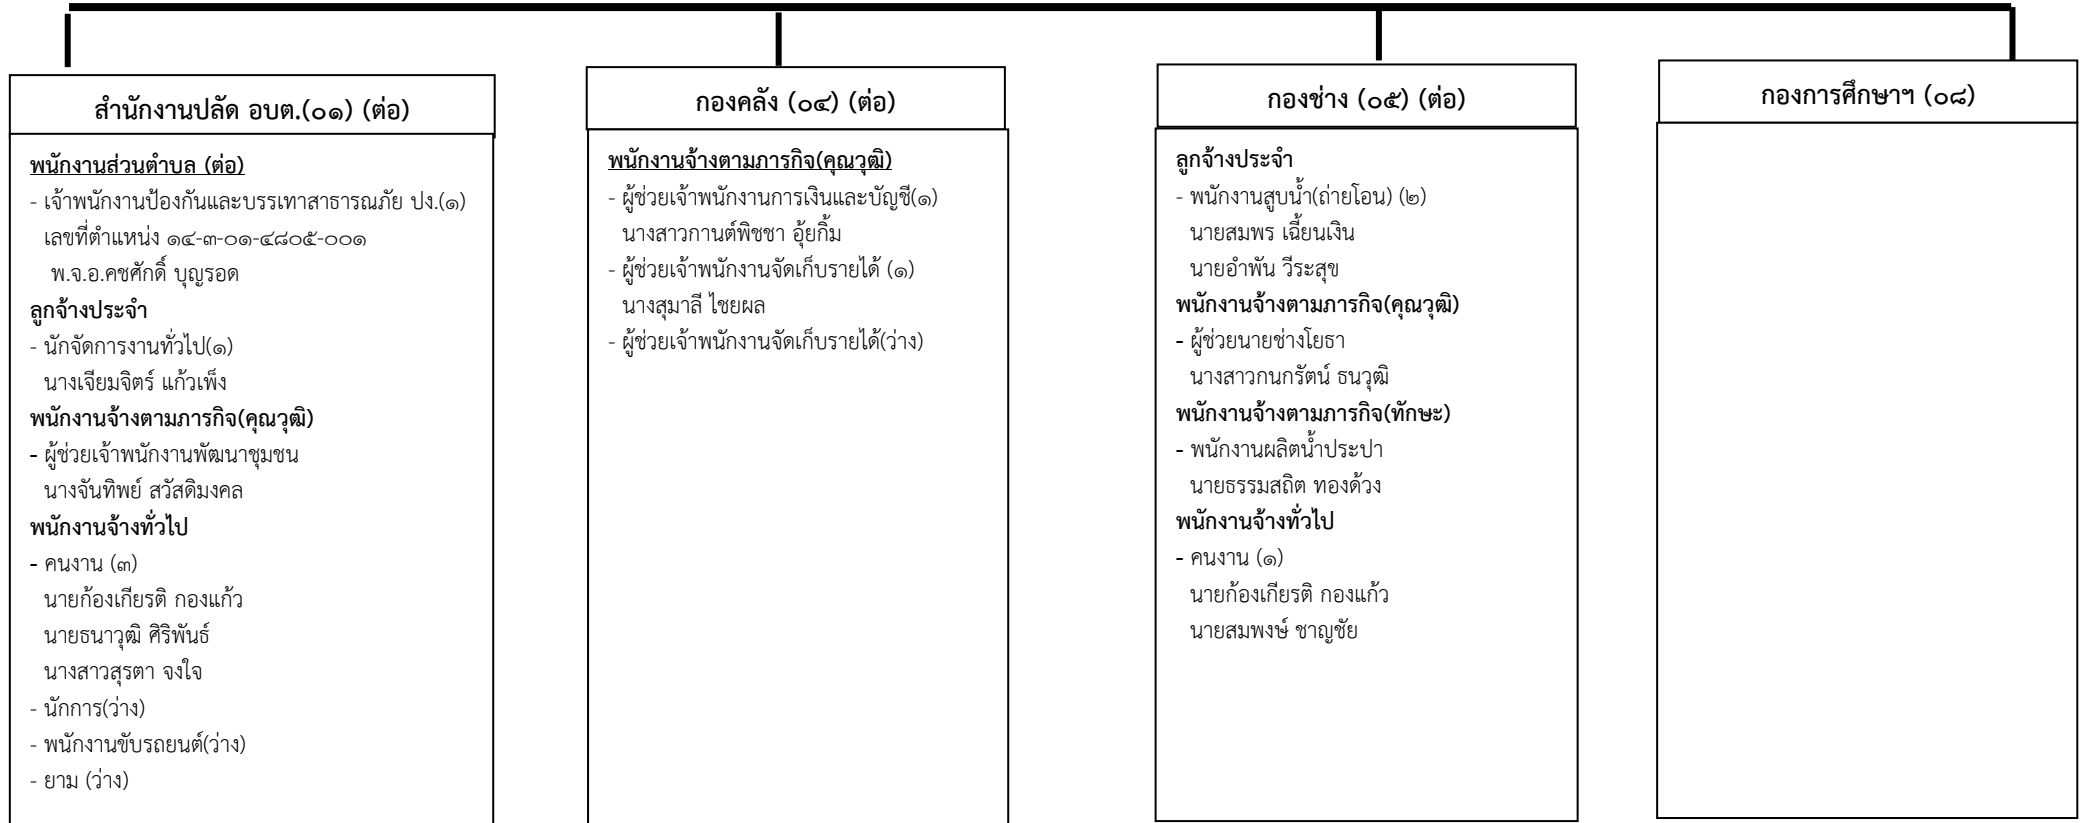 สำนักงานปลัด อบต.(๐๑) (ต่อ)
พนักงานส่วนตำบล (ต่อ)
- เจ้าพนักงานป้องกันและบรรเทาสาธารณภัย ปง.(๑)
เลขที่ตำแหน่ง ๑๔-๓-๐๑-๔๘๐๕-๐๐๑
พ.จ.อ.คชศักดิ์ บุญรอด
ลูกจ้างประจำ
- นักจัดการงานทั่วไป(๑)
นางเจียมจิตร์ แก้วเพ็ง
พนักงานจ้างตามภารกิจ(คุณวุฒิ)
- ผู้ช่วยเจ้าพนักงานพัฒนาชุมชน
นางจันทิพย์ สวัสดิมงคล
พนักงานจ้างทั่วไป
- คนงาน (๓)
นายก้องเกียรติ กองแก้ว
นายธนาวุฒิ ศิริพันธ์
นางสาวสุรตา จงใจ
- นักการ(ว่าง)
- พนักงานขับรถยนต์(ว่าง)
- ยาม (ว่าง)
กองคลัง (๐๔) (ต่อ)
พนักงานจ้างตามภารกิจ(คุณวุฒิ)
- ผู้ช่วยเจ้าพนักงานการเงินและบัญชี(๑)
นางสาวกานต์พิชชา อุ้ยกิ้ม
- ผู้ช่วยเจ้าพนักงานจัดเก็บรายได้ (๑)
นางสุมาลี ไชยผล
- ผู้ช่วยเจ้าพนักงานจัดเก็บรายได้(ว่าง)
กองช่าง (๐๕) (ต่อ)
ลูกจ้างประจำ
- พนักงานสูบน้ำ(ถ่ายโอน) (๒)
นายสมพร เฉี้ยนเงิน
นายอำพัน วีระสุข
พนักงานจ้างตามภารกิจ(คุณวุฒิ)
- ผู้ช่วยนายช่างโยธา
นางสาวกนกรัตน์ ธนวุฒิ
พนักงานจ้างตามภารกิจ(ทักษะ)
- พนักงานผลิตน้ำประปา
นายธรรมสถิต ทองด้วง
พนักงานจ้างทั่วไป
- คนงาน (๑)
นายก้องเกียรติ กองแก้ว
นายสมพงษ์ ชาญชัย
กองการศึกษาฯ (๐๘)